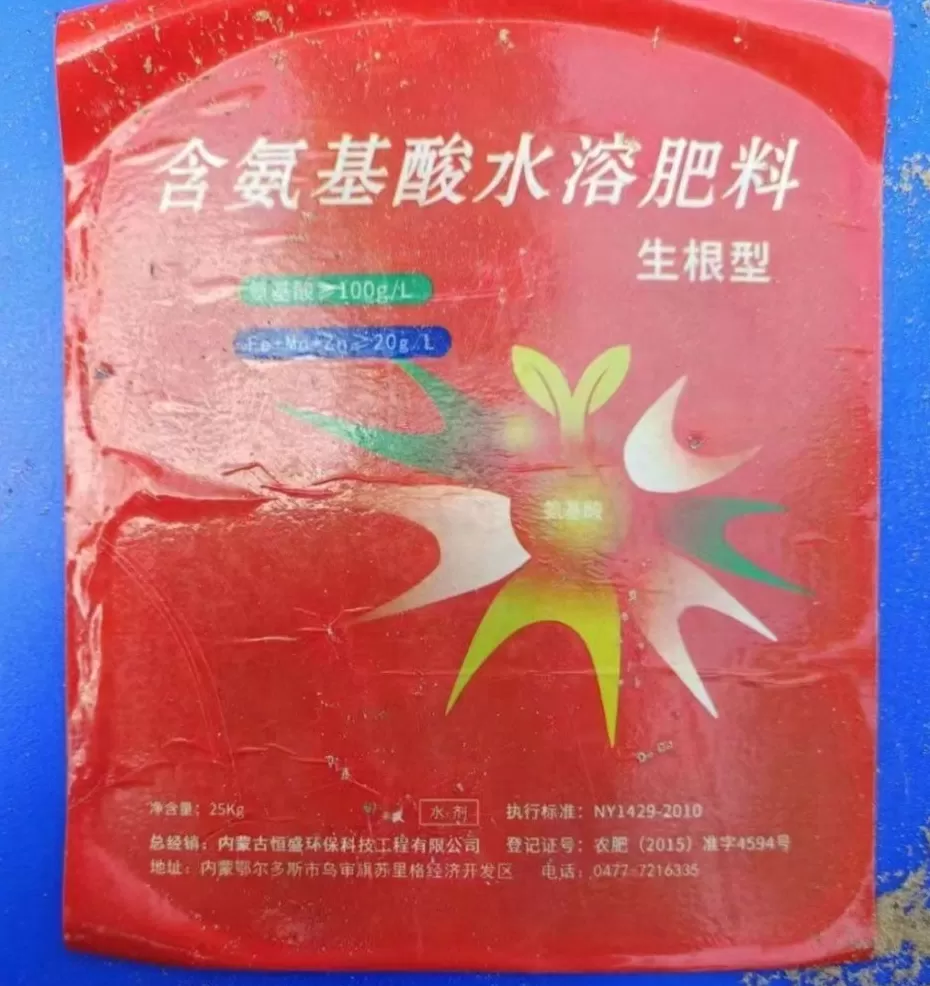 含氨基酸水溶肥料
生根型
氨基酸≥100g/L
Fe+Mn+Zn≥20g/L
氨基酸
净含量：25Kg
水剂
执行标准：NY1429-2010
总经销：内蒙古恒盛环保科技工程有限公司
登记证号：农肥（2015）准字4594号
地址：内蒙鄂尔多斯市乌审旗苏里格经济开发区
电话：0477-7216335